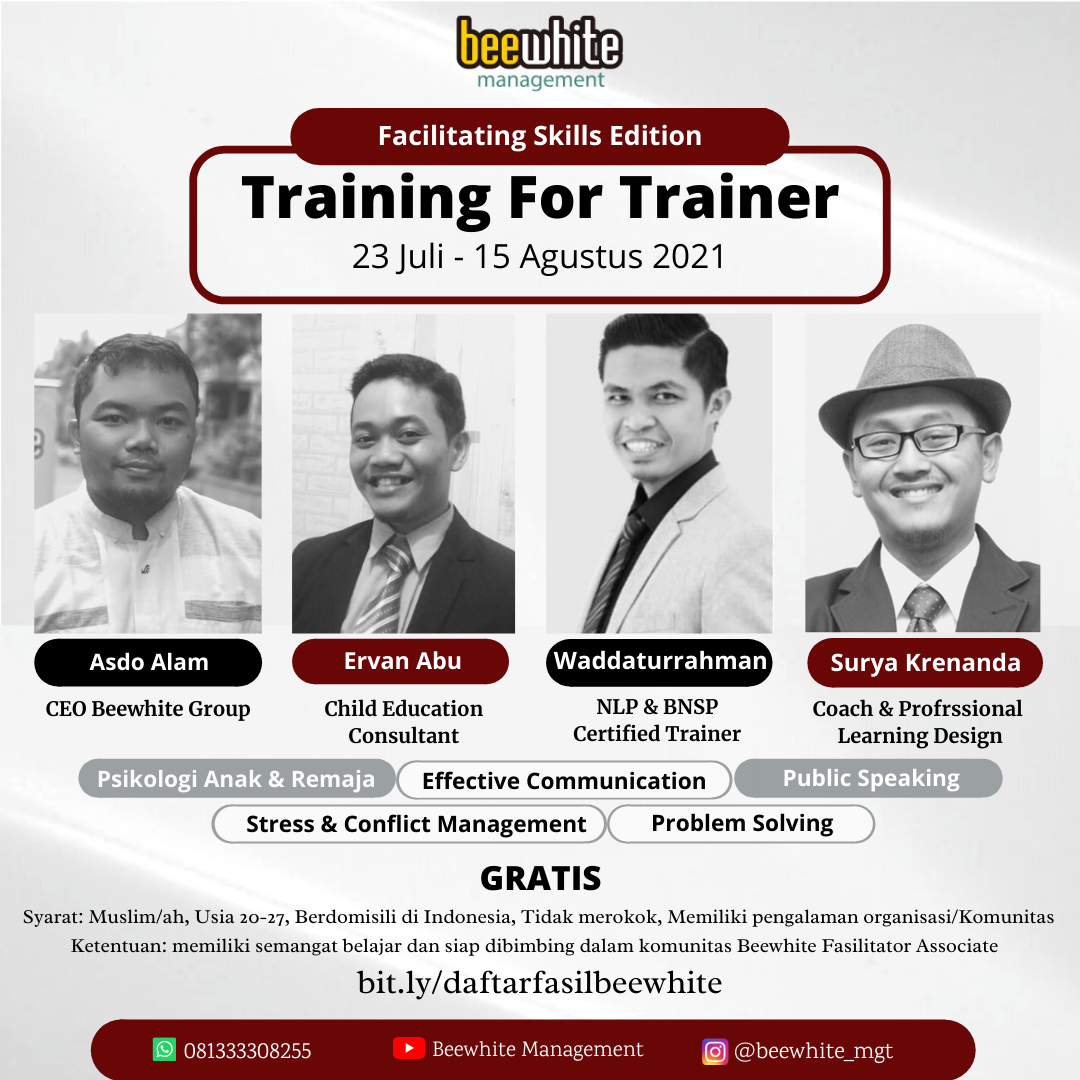 beewhite
management
Facilitating Skills Edition
Training For Trainer
23 Juli - 15 Agustus 2021
Asdo Alam
CEO Beewhite Group
Ervan Abu
Child Education
Consultant
Waddaturrahman
NLP & BNSP
Certified Trainer
Surya Krenanda
Coach & Profrssional
Learning Design
Psikologi Anak & Remaja
Effective Communication
Public Speaking
Stress & Conflict Management
Problem Solving
GRATIS
Syarat: Muslim/ah, Usia 20-27, Berdomisili di Indonesia, Tidak merokok, Memiliki pengalaman organisasi/Komunitas
Ketentuan: memiliki semangat belajar dan siap dibimbing dalam komunitas Beewhite Fasilitator Associate
bit.ly/daftarfasilbeewhite
081333308255
Beewhite Management
@beewhite_mgt